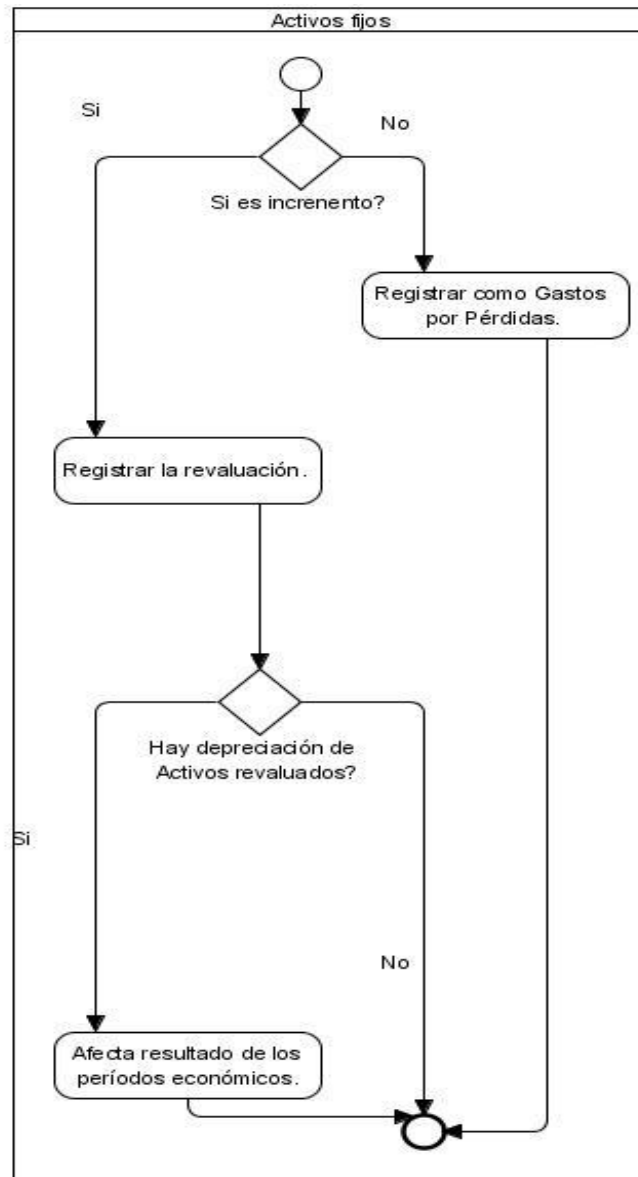 Activos fijos
Si
No
Si es increnento?
Registrar como Gastos
por Pérdidas.
Registrar la revaluación.
Hay depreciación de
Activos revaluados?
Si
No
Afecta resultado de los
períodos económicos.